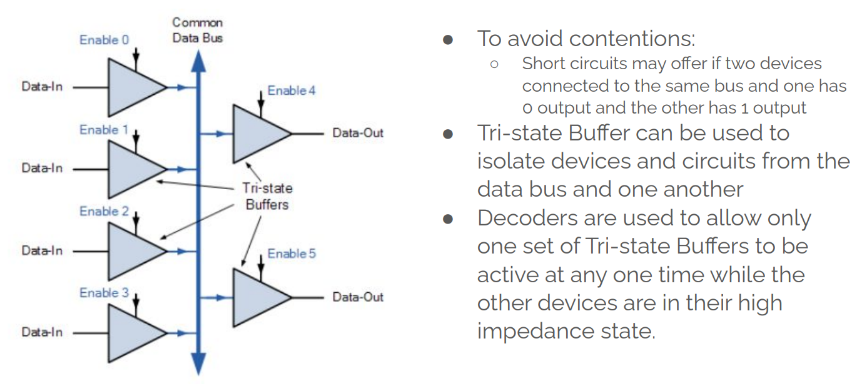 Common
Data Bus
Enable 0
Data-In
Enable 1
Data-In
Enable 2
Data-In
Enable 3
Data-In
Enable 4
Data-Out
Tri-state
Buffers
Enable 5
Data-Out
● To avoid contentions:
○ Short circuits may offer if two devices
connected to the same bus and one has
0 output and the other has 1 output
● Tri-state Buffer can be used to
isolate devices and circuits from the
data bus and one another
● Decoders are used to allow only
one set of Tri-state Buffers to be
active at any one time while the
other devices are in their high
impedance state.